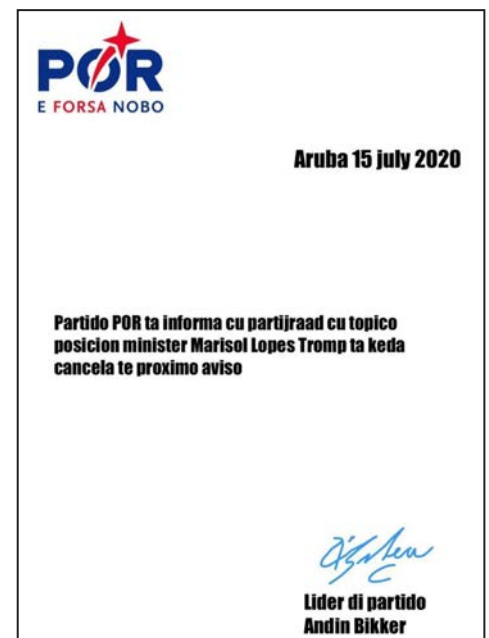 POR
E FORSA NOBO
Aruba 15 july 2020
Partido POR ta informa cu partijraad cu topico
posicion minister Marisol Lopes Tromp ta keda
cancela te proximo aviso
Lider di partido
Andin Bikker